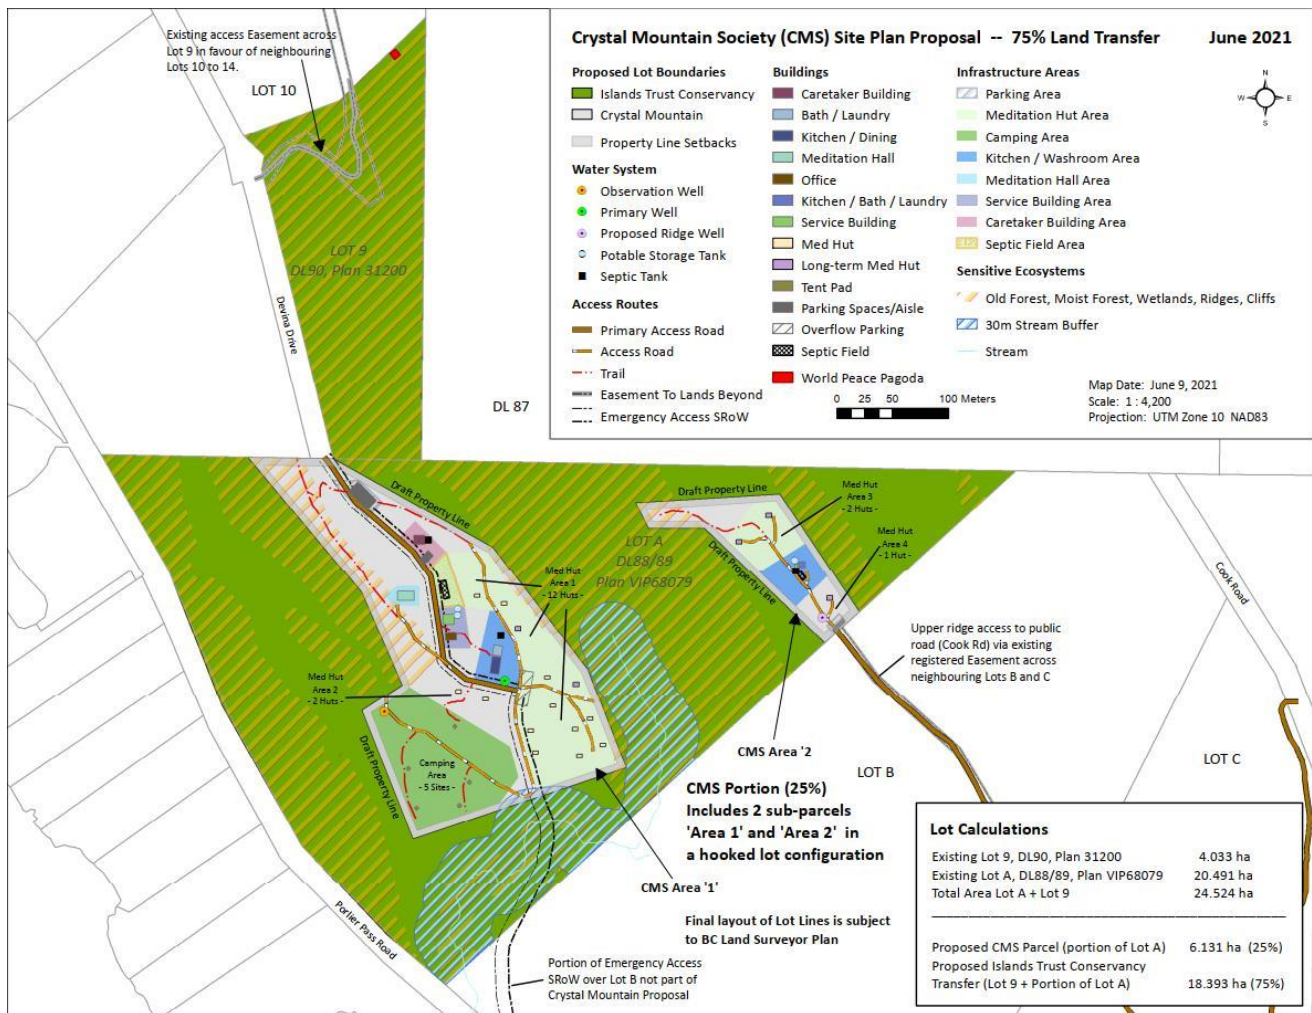 Existing access Easement across
Lot 9 in favour of neighbouring
Lots 10 to 14.
LOT 10
Crystal Mountain Society (CMS) Site Plan Proposal -- 75% Land Transfer June 2021
Proposed Lot Boundaries
Islands Trust Conservancy
Crystal Mountain
Property Line Setbacks
Water System
Observation Well
Primary Well
Proposed Ridge Well
Potable Storage Tank
Septic Tank
Access Routes
Primary Access Road
Access Road
Trail
Easement To Lands Beyond
Emergency Access SRoW
Buildings
Caretaker Building
Bath / Laundry
Kitchen / Dining
Meditation Hall
Office
Kitchen / Bath / Laundry
Service Building
Med Hut
Long-term Med Hut
Tent Pad
Parking Spaces/Aisle
Overflow Parking
Septic Field
World Peace Pagoda
Infrastructure Areas
Parking Area
Meditation Hut Area
Camping Area
Kitchen / Washroom Area
Meditation Hall Area
Service Building Area
Caretaker Building Area
Septic Field Area
Sensitive Ecosystems
Old Forest, Moist Forest, Wetlands, Ridges, Cliffs
30m Stream Buffer
Stream
N
W E
S
0 25 50 100 Meters
Map Date: June 9, 2021
Scale: 1 : 4,200
Projection: UTM Zone 10 NAD83
LOT 9
DL90, Plan 31200
Devina Drive
DL 87
Draft Property Line
LOT A
DL88/89
Plan VIP68079
Med Hut
Area 1
- 12 Huts -
Draft Property Line
Med Hut
Area 3
- 2 Huts -
Med Hut
Area 4
- 1 Hut -
Draft Property Line
Cook Road
Upper ridge access to public
road (Cook Rd) via existing
registered Easement across
neighbouring Lots B and C
Med Hut
Area 2
- 2 Huts -
Camping
Area
- 5 Sites -
Draft Property Line
CMS Area '2
LOT B
LOT C
CMS Portion (25%)
Includes 2 sub-parcels
'Area 1' and 'Area 2' in
a hooked lot configuration
CMS Area '1'
Final layout of Lot Lines is subject
to BC Land Surveyor Plan
Porlier Pass Road
Portion of Emergency Access
SRoW over Lot B not part of
Crystal Mountain Proposal
Lot Calculations
Existing Lot 9, DL90, Plan 31200 4.033 ha
Existing Lot A, DL88/89, Plan VIP68079 20.491 ha
Total Area Lot A + Lot 9 24.524 ha
Proposed CMS Parcel (portion of Lot A) 6.131 ha (25%)
Proposed Islands Trust Conservancy
Transfer (Lot 9 + Portion of Lot A) 18.393 ha (75%)